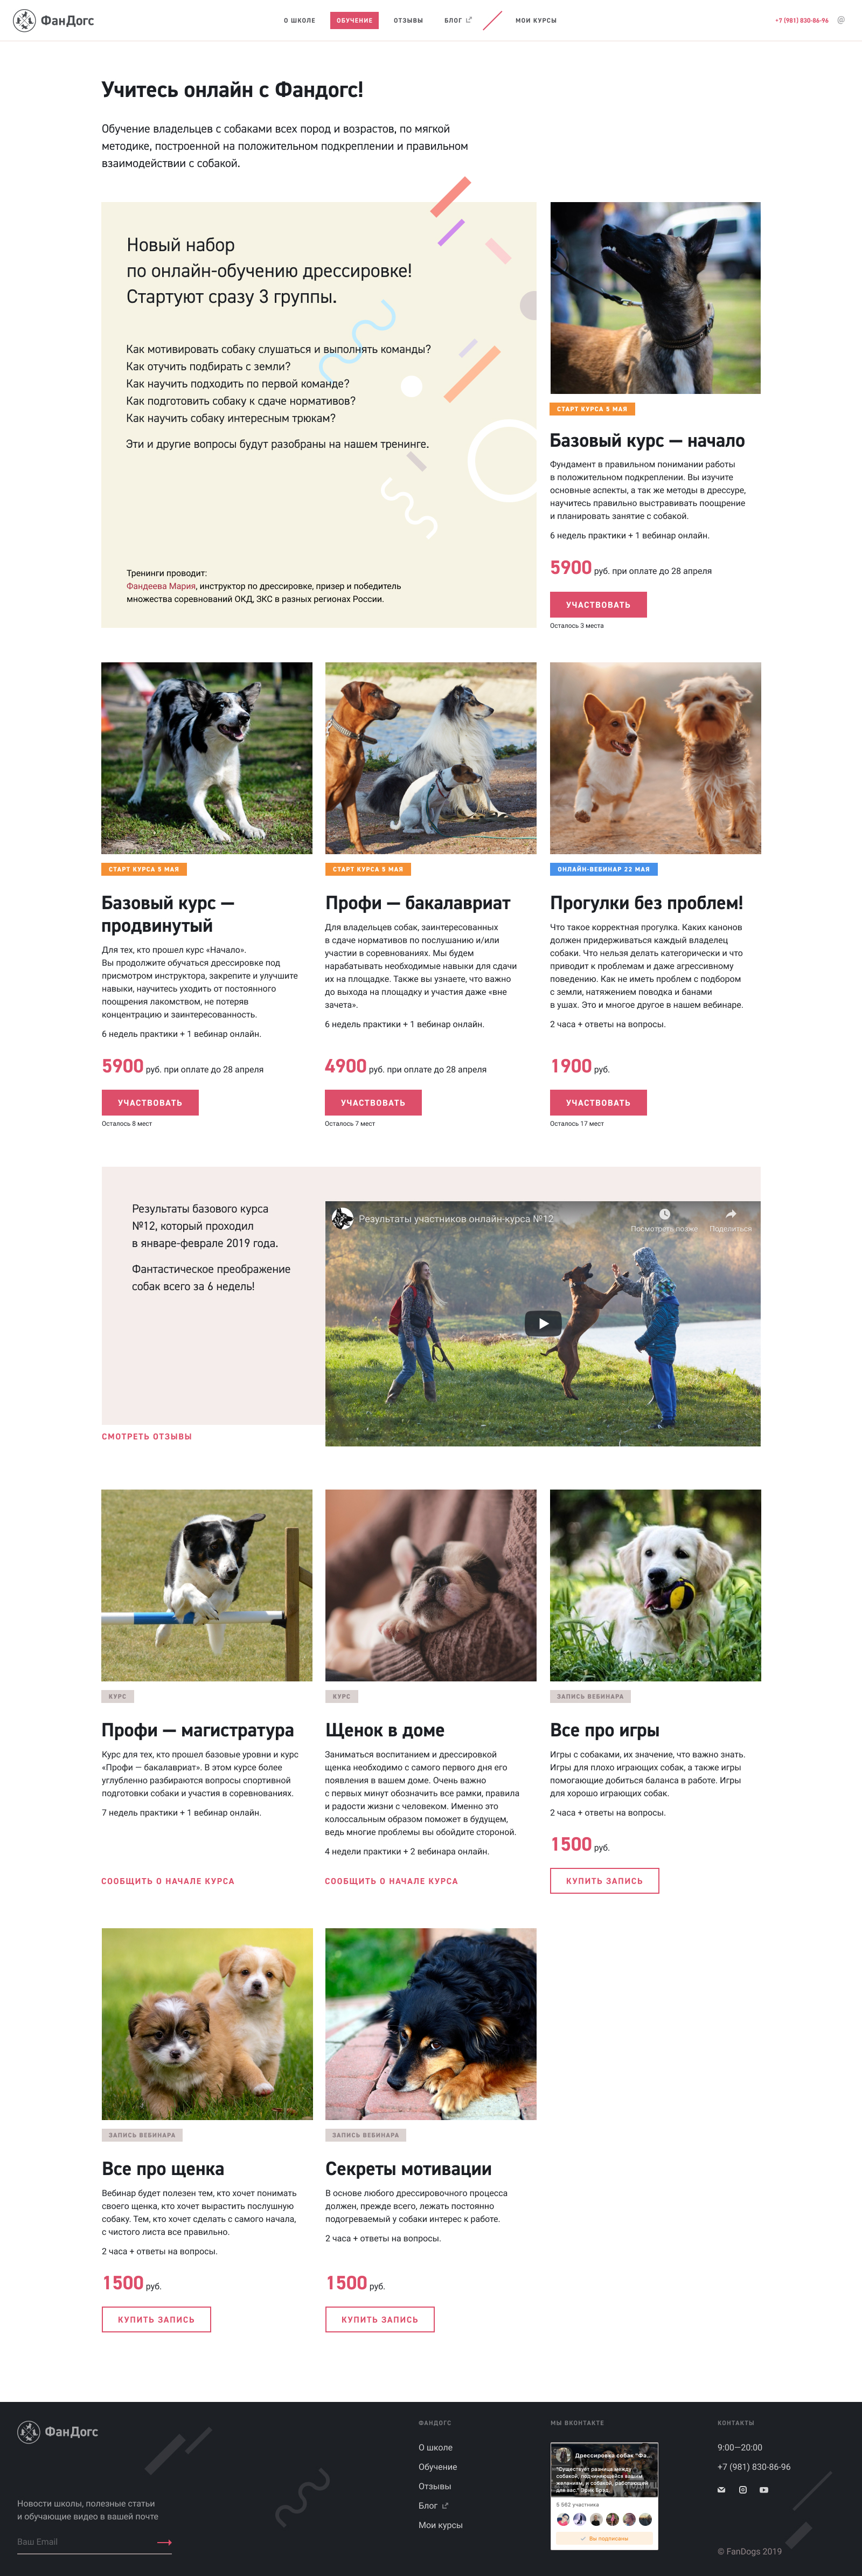 ФанДогс
О ШКОЛЕ
ОБУЧЕНИЕ
ОТЗЫВЫ
БЛОГ
МОИ КУРСЫ
+7 (981) 830-86-96
@
Учитесь онлайн с Фандогс!
Обучение владельцев с собаками всех пород и возрастов, по мягкой
методике, построенной на положительном подкреплении и правильном
взаимодействии с собакой.
Новый набор
по онлайн-обучению дрессировке!
Стартуют сразу 3 группы.
Как мотивировать собаку слушаться и выполнять команды?
Как отучить подбирать с земли?
Как научить подходить по первой команде?
Как подготовить собаку к сдаче нормативов?
Как научить собаку интересным трюкам?
Эти и другие вопросы будут разобраны на нашем тренинге.
Тренинги проводит:
Фандеева Мария, инструктор по дрессировке, призер и победитель
множества соревнований ОКД, ЗКС в разных регионах России.
СТАРТ КУРСА 5 МАЯ
Базовый курс — начало
Фундамент в правильном понимании работы
в положительном подкреплении. Вы изучите
основные аспекты, а так же методы в дрессуре,
научитесь правильно выстраивать поощрение
и планировать занятие с собакой.
6 недель практики + 1 вебинар онлайн.
5900 руб. при оплате до 28 апреля
УЧАСТВОВАТЬ
Осталось 3 места
СТАРТ КУРСА 5 МАЯ
Базовый курс —
продвинутый
Для тех, кто прошел курс «Начало».
Вы продолжите обучаться дрессировке под
присмотром инструктора, закрепите и улучшите
навыки, научитесь уходить от постоянного
поощрения лакомством, не потеряв
концентрацию и заинтересованность.
6 недель практики + 1 вебинар онлайн.
5900 руб. при оплате до 28 апреля
УЧАСТВОВАТЬ
Осталось 8 мест
СТАРТ КУРСА 5 МАЯ
Профи — бакалавриат
Для владельцев собак, заинтересованных
в сдаче нормативов по послушанию и/или
участии в соревнованиях. Мы будем
нарабатывать необходимые навыки для сдачи
их на площадке. Также вы узнаете, что важно
до выхода на площадку и участия даже «вне
зачета».
6 недель практики + 1 вебинар онлайн.
4900 руб. при оплате до 28 апреля
УЧАСТВОВАТЬ
Осталось 7 мест
ОНЛАЙН-ВЕБИНАР 22 МАЯ
Прогулки без проблем!
Что такое корректная прогулка. Каких канонов
должен придерживаться каждый владелец
собаки. Что нельзя делать категорически и что
приводит к проблемам и даже агрессивному
поведению. Как не иметь проблем с подбором
с земли, натяжением поводка и банами
в ушах. Это и многое другое в нашем вебинаре.
2 часа + ответы на вопросы.
1900 руб.
УЧАСТВОВАТЬ
Осталось 17 мест
Результаты базового курса
№12, который проходил
в январе-феврале 2019 года.
Фантастическое преображение
собак всего за 6 недель!
СМОТРЕТЬ ОТЗЫВЫ
Результаты участников онлайн-курса №12
Посмотреть позже
Поделиться
КУРС
Профи — магистратура
Курс для тех, кто прошел базовые уровни и курс
«Профи — бакалавриат». В этом курсе более
углубленно разбираются вопросы спортивной
подготовки собаки и участия в соревнованиях.
7 недель практики + 1 вебинар онлайн.
СООБЩИТЬ О НАЧАЛЕ КУРСА
КУРС
Щенок в доме
Заниматься воспитанием и дрессировкой
щенка необходимо с самого первого дня его
появления в вашем доме. Очень важно
с первых минут обозначить все рамки, правила
и радости жизни с человеком. Именно это
колоссальным образом поможет в будущем,
ведь многие проблемы вы обойдите стороной.
4 недели практики + 2 вебинара онлайн.
СООБЩИТЬ О НАЧАЛЕ КУРСА
ЗАПИСЬ ВЕБИНАРА
Все про игры
Игры с собаками, их значение, что важно знать.
Игры для плохо играющих собак, а также игры
помогающие добиться баланса в работе. Игры
для хорошо играющих собак.
2 часа + ответы на вопросы.
1500 руб.
КУПИТЬ ЗАПИСЬ
ЗАПИСЬ ВЕБИНАРА
Все про щенка
Вебинар будет полезен тем, кто хочет понимать
своего щенка, кто хочет вырастить послушную
собаку. Тем, кто хочет сделать с самого начала,
с чистого листа все правильно.
2 часа + ответы на вопросы.
1500 руб.
КУПИТЬ ЗАПИСЬ
ЗАПИСЬ ВЕБИНАРА
Секреты мотивации
В основе любого дрессировочного процесса
должен, прежде всего, лежать постоянно
подогреваемый у собаки интерес к работе.
2 часа + ответы на вопросы.
1500 руб.
КУПИТЬ ЗАПИСЬ
ФанДогс
Новости школы, полезные статьи
и обучающие видео в вашей почте
Ваш Email
ФАНДОГС
О школе
Обучение
Отзывы
Блог
Мои курсы
МЫ ВКОНТАКТЕ
Дрессировка собак "Фа...
"Существует разница между
собакой, подчиняющейся вашим
желаниям, и собакой, работающей
для вас." Эрик Брэд
5 562 участника
Вы подписаны
КОНТАКТЫ
9:00—20:00
+7 (981) 830-86-96
© FanDogs 2019